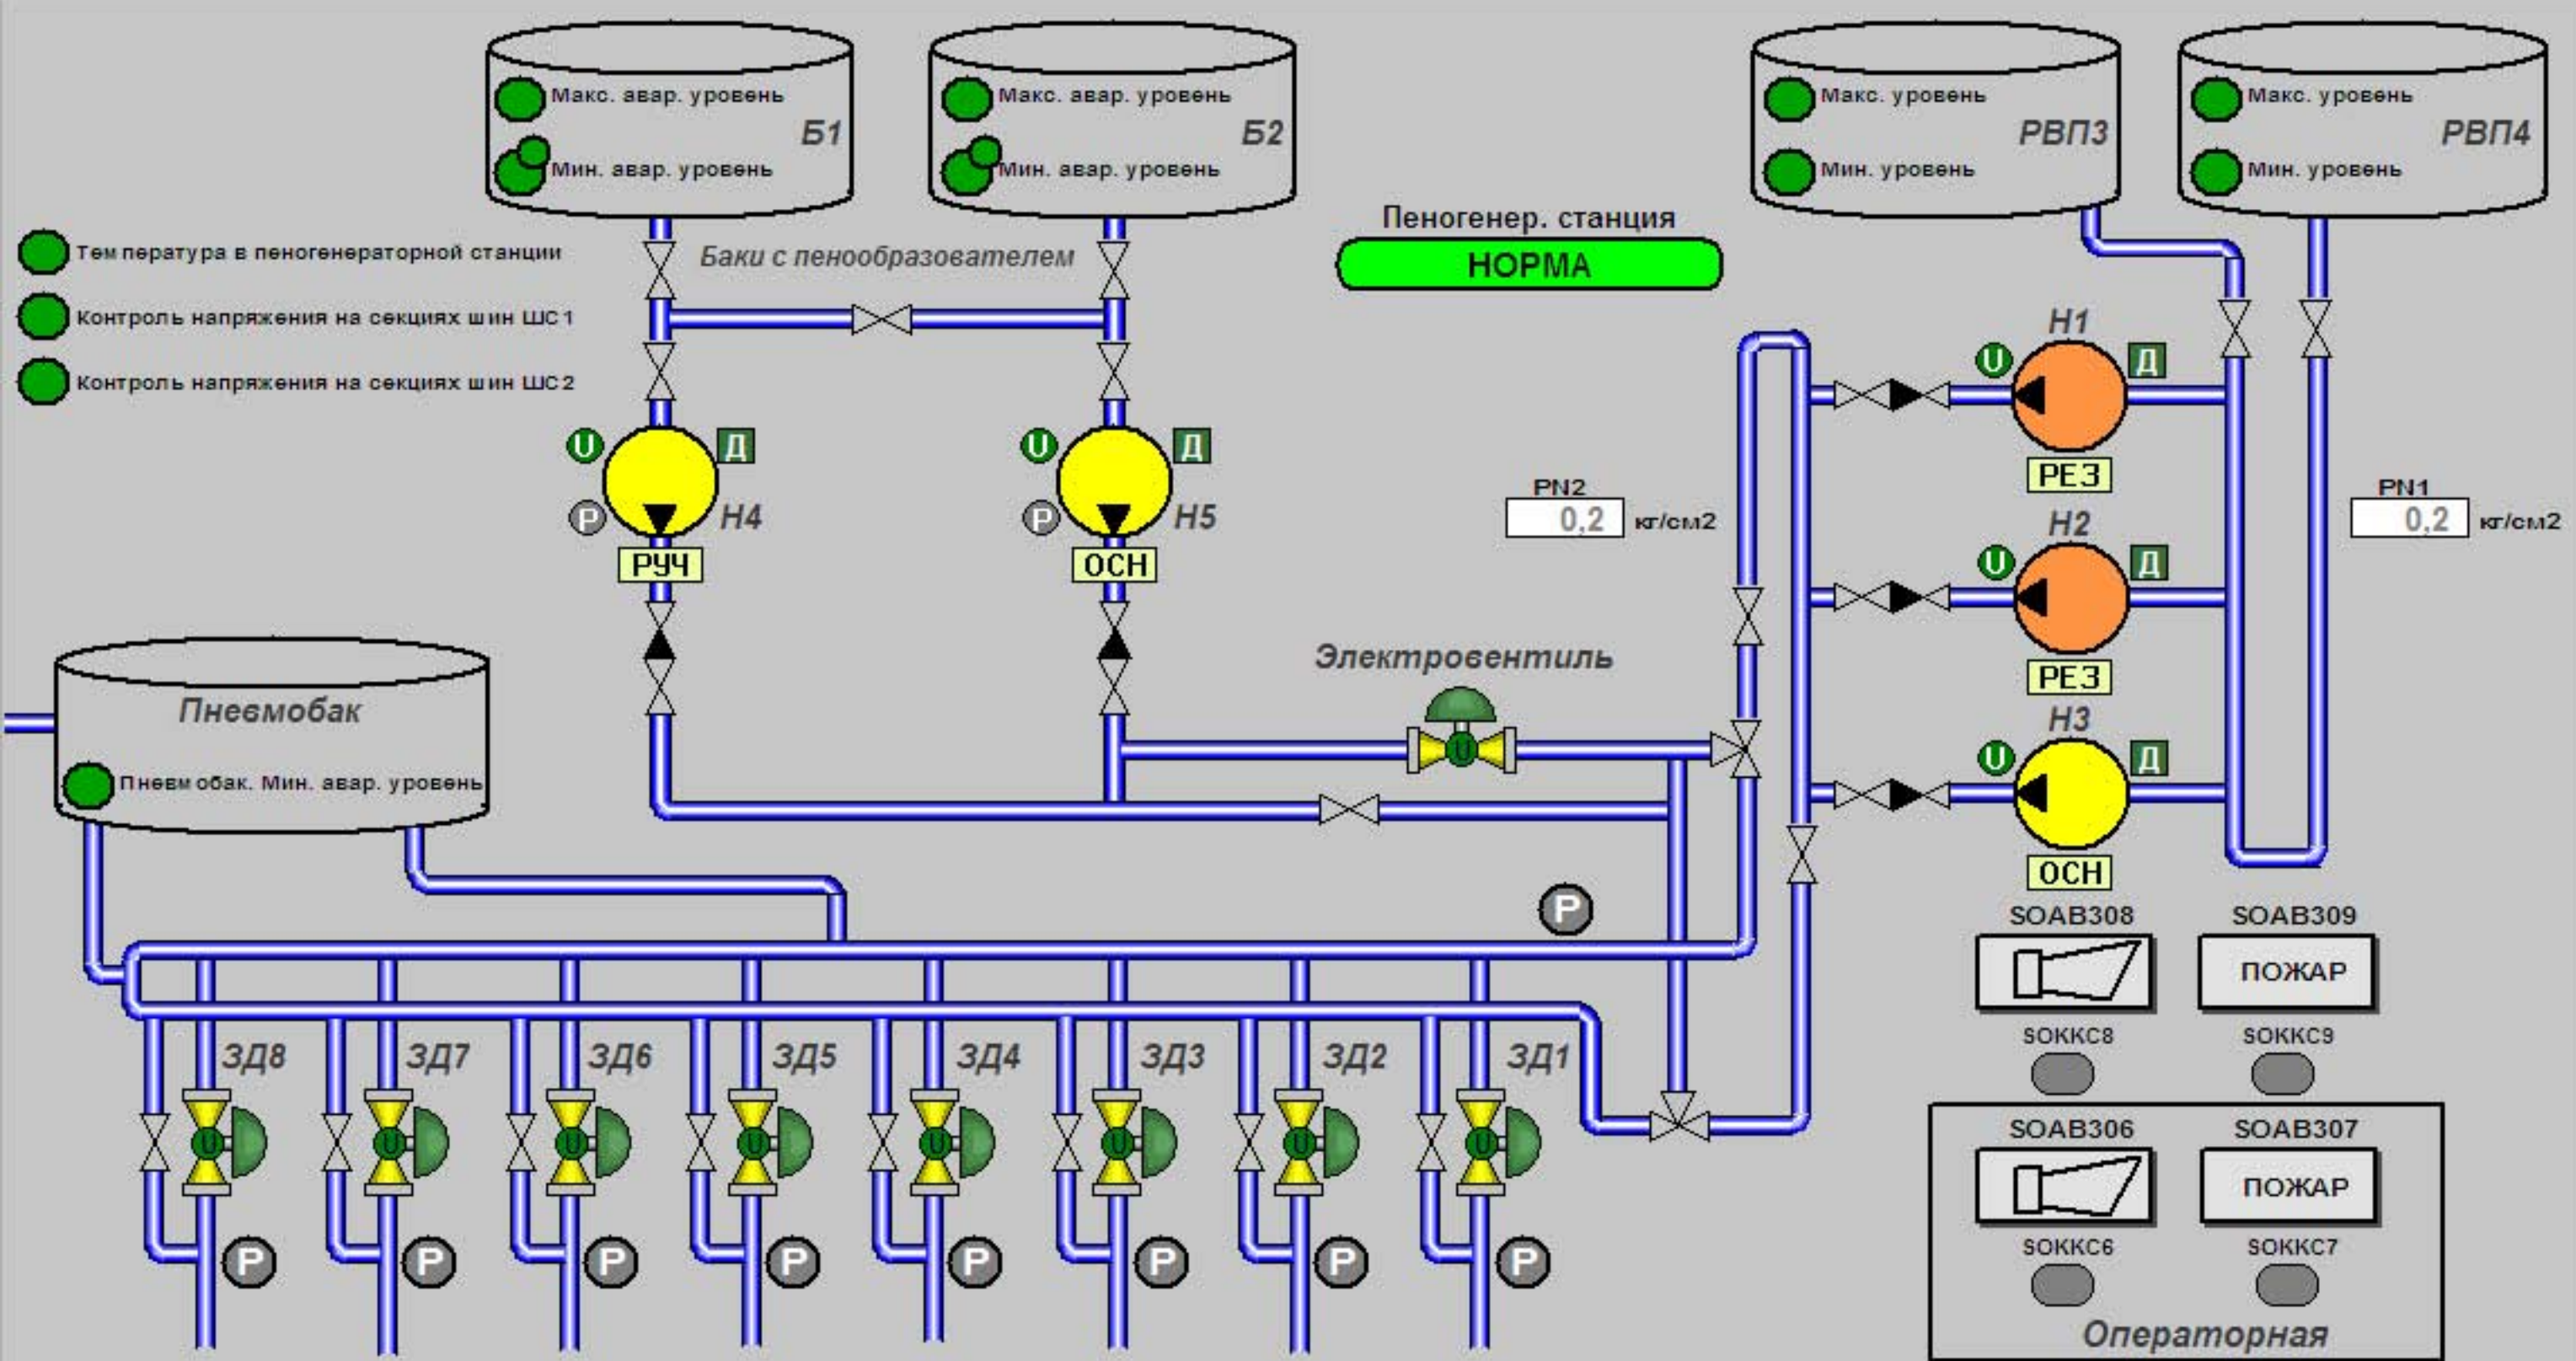 Макс. авар. уровень
Б1
Мин. авар. уровень
Макс. авар. уровень
Б2
Мин. авар. уровень
Макс. уровень
РВП3
Мин. уровень
Макс. уровень
РВП4
Мин. уровень
Пеногенер. станция
НОРМА
Температура в пеногенераторной станции
Контроль напряжения на секциях шин ШС1
Контроль напряжения на секциях шин ШС2
Баки с пенообразователем
U
Д
P
Н4
РУЧ
U
Д
P
Н5
ОСН
Н1
U
Д
РЕЗ
PN2
0,2 кг/см2
PN1
0,2 кг/см2
Н2
U
Д
РЕЗ
Н3
U
Д
ОСН
Электровентиль
U
Пневмобак
Пневмобак. Мин. авар. уровень
P
SOAB308
SOAB309
ПОЖАР
SOKKC8
SOKKC9
SOAB306
SOAB307
ПОЖАР
SOKKC6
SOKKC7
Операторная
ЗД8
ЗД7
ЗД6
ЗД5
ЗД4
ЗД3
ЗД2
ЗД1
U
U
U
U
U
U
U
U
P
P
P
P
P
P
P
P